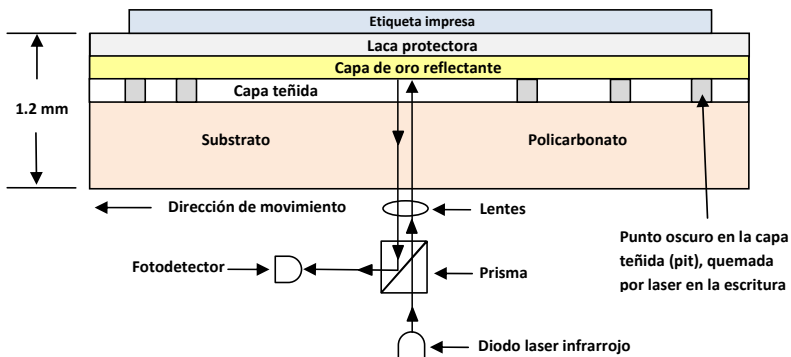 Etiqueta impresa
Laca protectora
Capa de oro reflectante
Capa teñida
1.2 mm
Substrato
Policarbonato
Dirección de movimiento
Lentes
Punto oscuro en la capa
teñida (pit), quemada
por laser en la escritura
Fotodetector
Prisma
Diodo laser infrarrojo